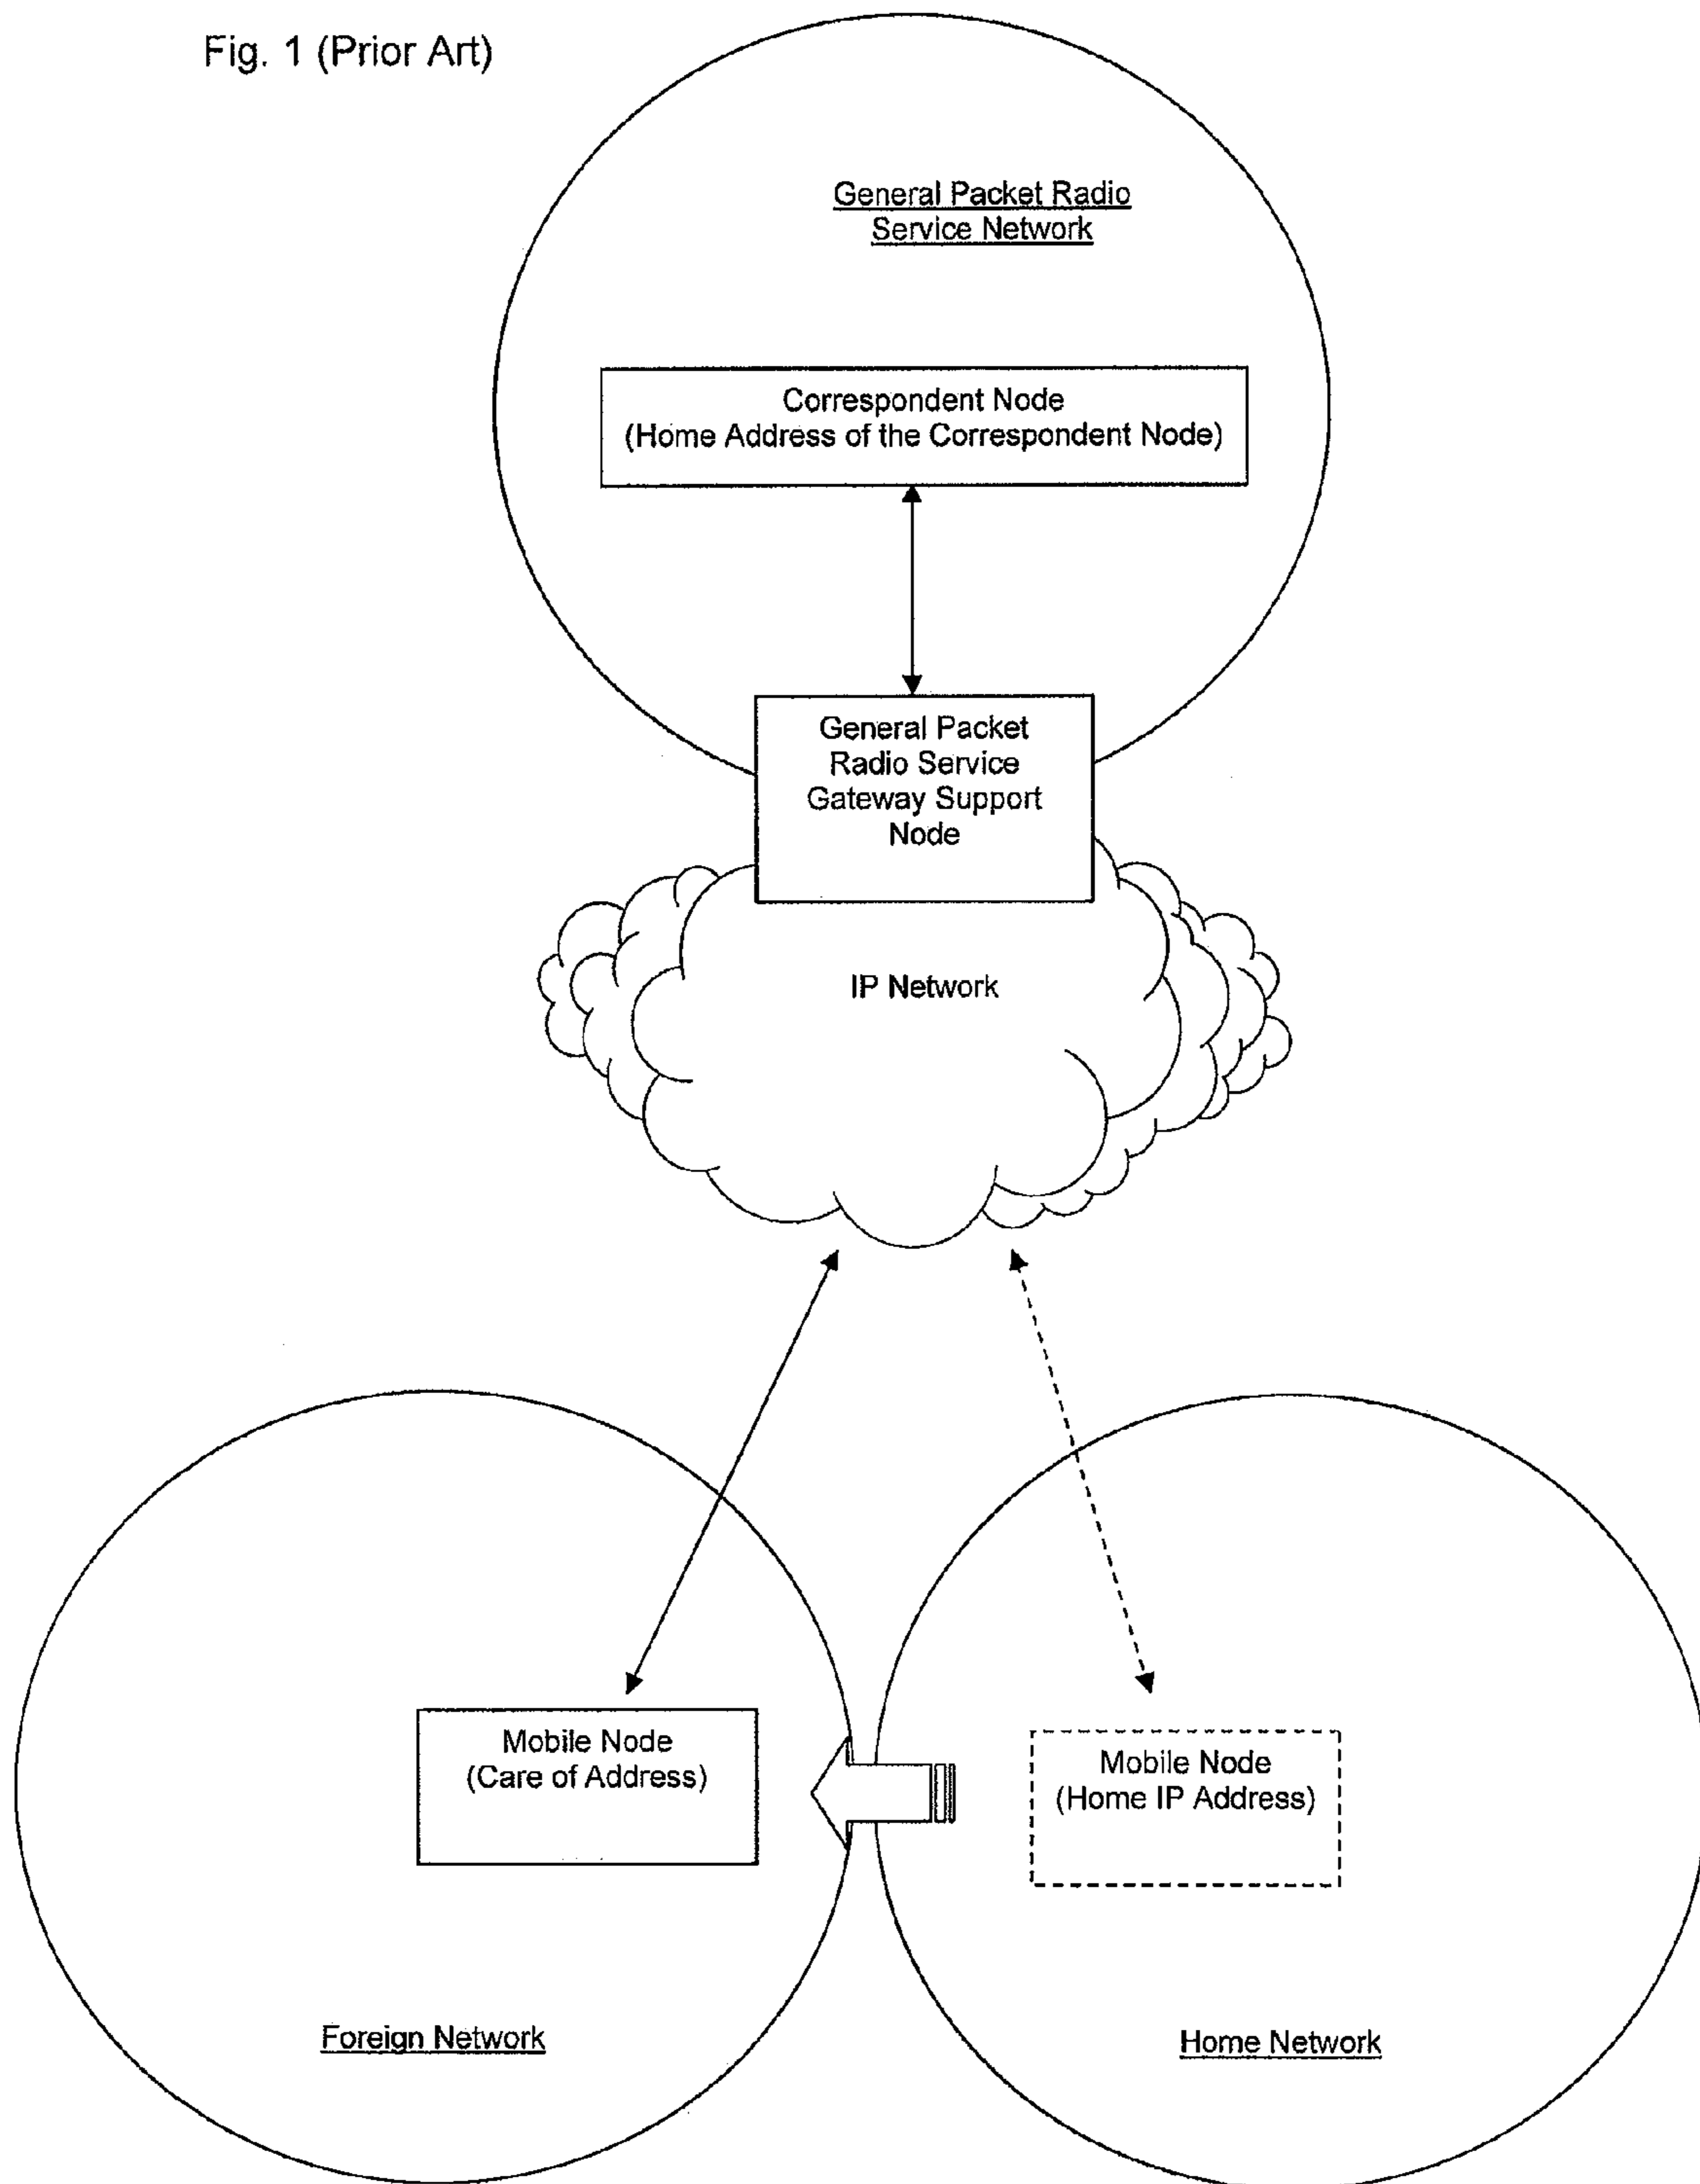 Fig. 1 (Prior Art)
General Packet Radio
Service Network
Correspondent Node
(Home Address of the Correspondent Node)
General Packet
Radio Service
Gateway Support
Node
IP Network
Mobile Node
(Care of Address)
Mobile Node
(Home IP Address)
Foreign Network
Home Network